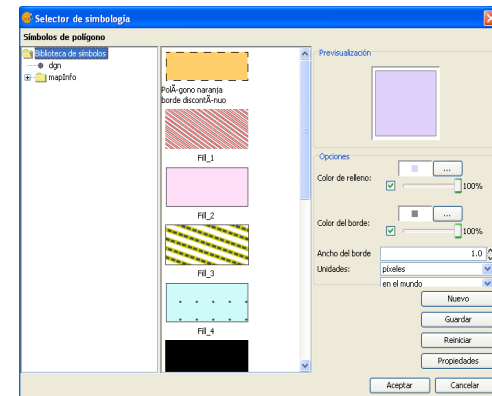 Selector de simbología
Símbolos de polígono
Biblioteca de símbolos
dgn
mapInfo
PolÃ-gono naranja
borde discontÃ-nuo
Fill_1
Fill_2
Fill_3
Fill_4
Previsualización
Opciones
Color de relleno:
...
100%
Color del borde:
...
100%
Ancho del borde
1.0
Unidades:
píxeles
en el mundo
Nuevo
Guardar
Reiniciar
Propiedades
Aceptar
Cancelar